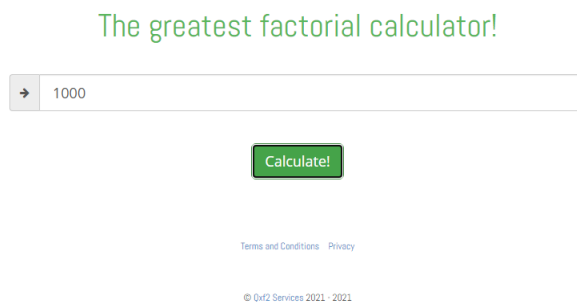 The greatest factorial calculator!
1000
Calculate!
Terms and Conditions Privacy
© Qxf2 Services 2021 - 2021